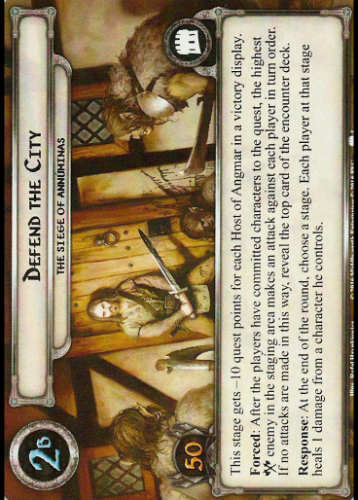 2B
DEFEND THE CITY
THE SIEGE OF ANNÚMINAS
50
This stage gets –10 quest points for each Host of Angmar in a victory display.
Forced: After the players have committed characters to the quest, the highest
enemy in the staging area makes an attack against each player in turn order.
If no attacks are made in this way, reveal the top card of the encounter deck.
Response: At the end of the round, choose a stage. Each player at that stage
heals 1 damage from a character he controls.